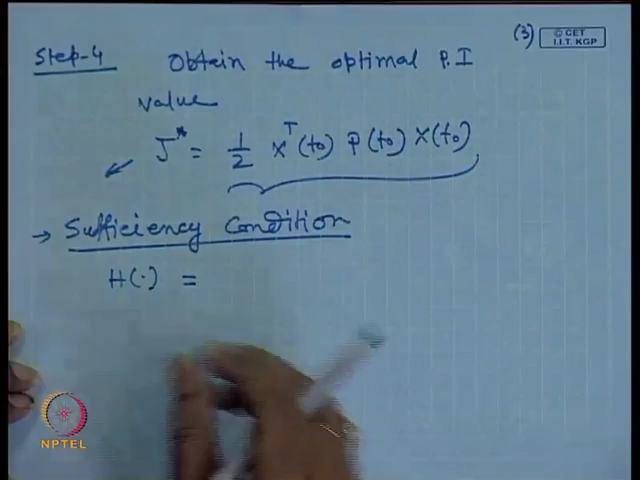 (3)
© CET
I.I.T. KGP
Step-4 Obtain the optimal P.I
value
J* = 1/2 X^T(t₀) P(t₀) X(t₀)
→ Sufficiency Condition
H(·) =
NPTEL